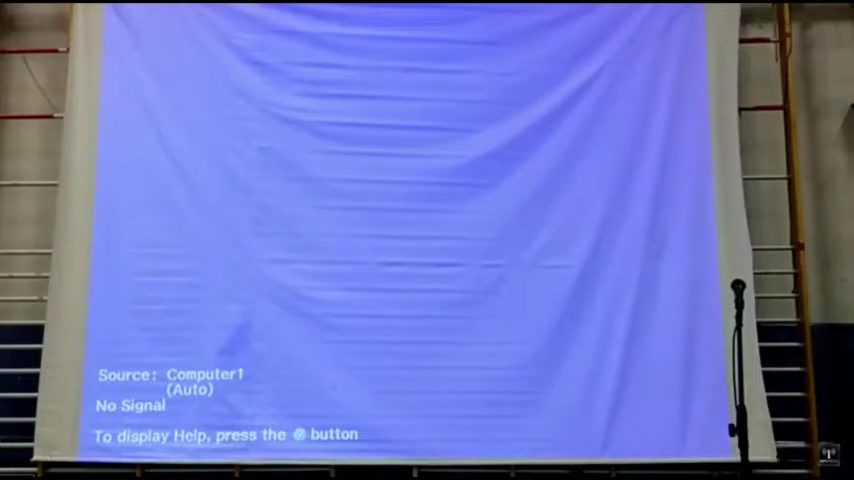 Source: Computer1
(Auto)
No Signal
To display Help, press the button